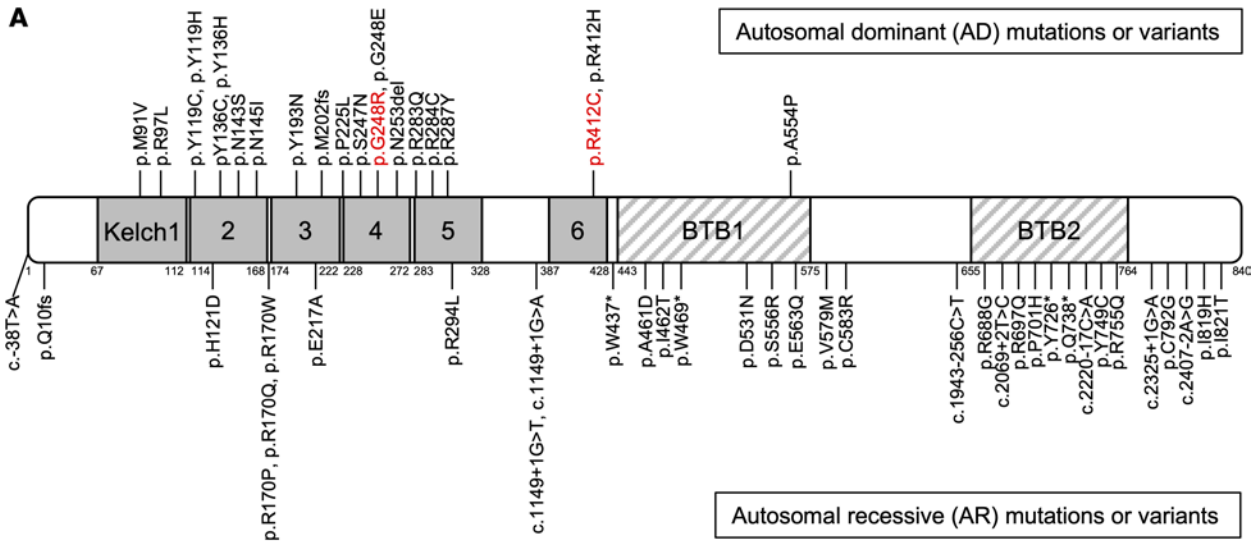 A
Autosomal dominant (AD) mutations or variants
p.M91V
p.R97L
p.Y119C, p.Y119H
pY136C, p.Y136H
p.N143S
p.N145I
p.Y193N
p.M202fs
p.P225L
p.S247N
p.G248R, p.G248E
p.N253del
p.R283Q
p.R284C
p.R287Y
p.R412C, p.R412H
p.A554P
Kelch1 2 3 4 5 6 BTB1 BTB2
1 67 112 114 168 174 222 228 272 283 328 387 428 443 575 655 764 840
c.-38T>A
p.Q10fs
p.H121D
p.R170P, p.R170Q, p.R170W
p.E217A
p.R294L
c.1149+1G>T, c.1149+1G>A
p.W437*
p.A461D
p.I462T
p.W469*
p.D531N
p.S556R
p.E563Q
p.V579M
p.C583R
c.1943-256C>T
p.R688G
c.2069+2T>C
p.R697Q
p.P701H
p.Y726*
p.Q738*
c.2220-17C>A
p.Y749C
p.R755Q
c.2325+1G>A
p.C792G
c.2407-2A>G
p.I819H
p.I821T
Autosomal recessive (AR) mutations or variants